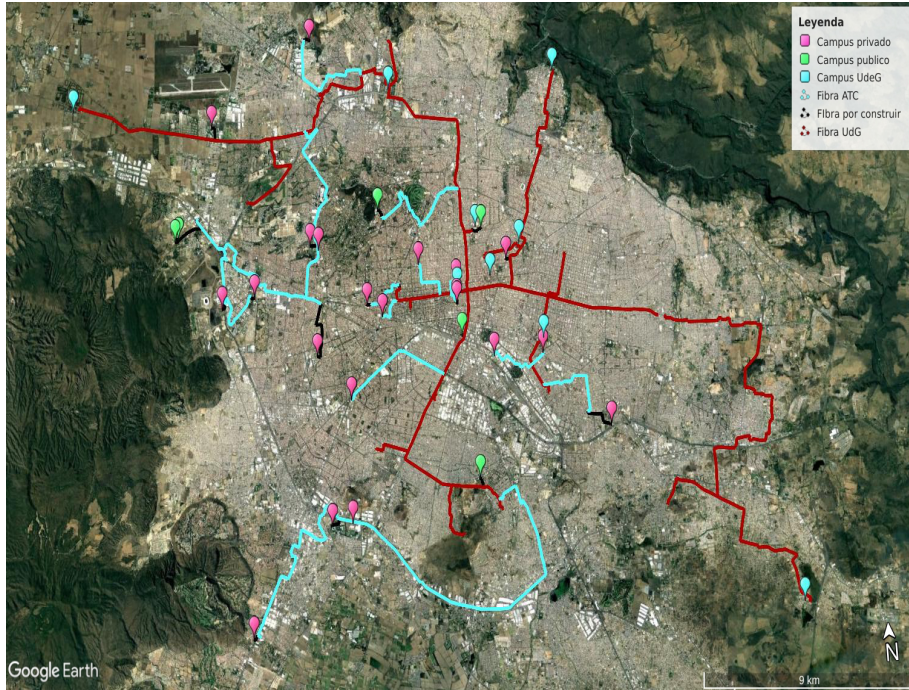 Leyenda
Campus privado
Campus publico
Campus UdeG
Fibra ATC
FIbra por construir
Fibra UdG
N
Google Earth
9 km